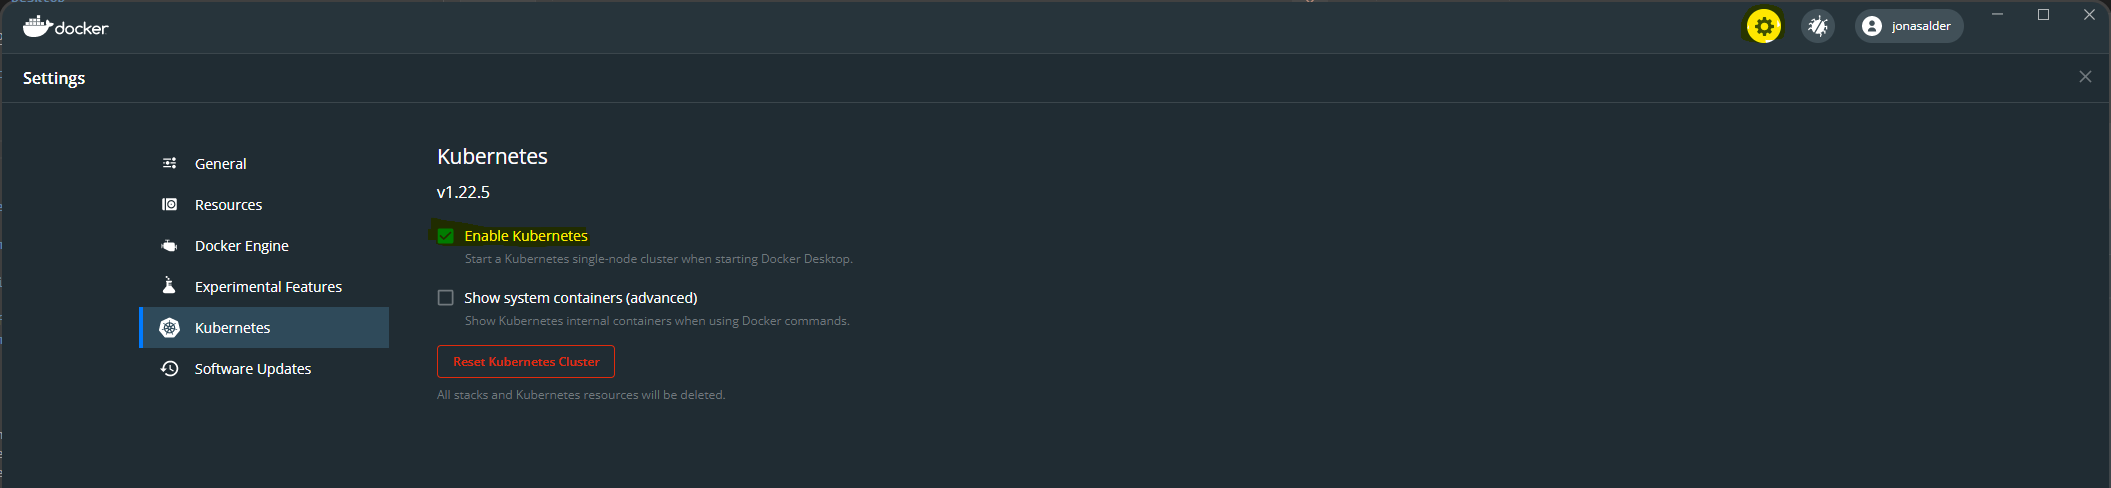 docker
jonasalder
Settings
General
Resources
Docker Engine
Experimental Features
Kubernetes
Software Updates
Kubernetes
v1.22.5
Enable Kubernetes
Start a Kubernetes single-node cluster when starting Docker Desktop.
Show system containers (advanced)
Show Kubernetes internal containers when using Docker commands.
Reset Kubernetes Cluster
All stacks and Kubernetes resources will be deleted.